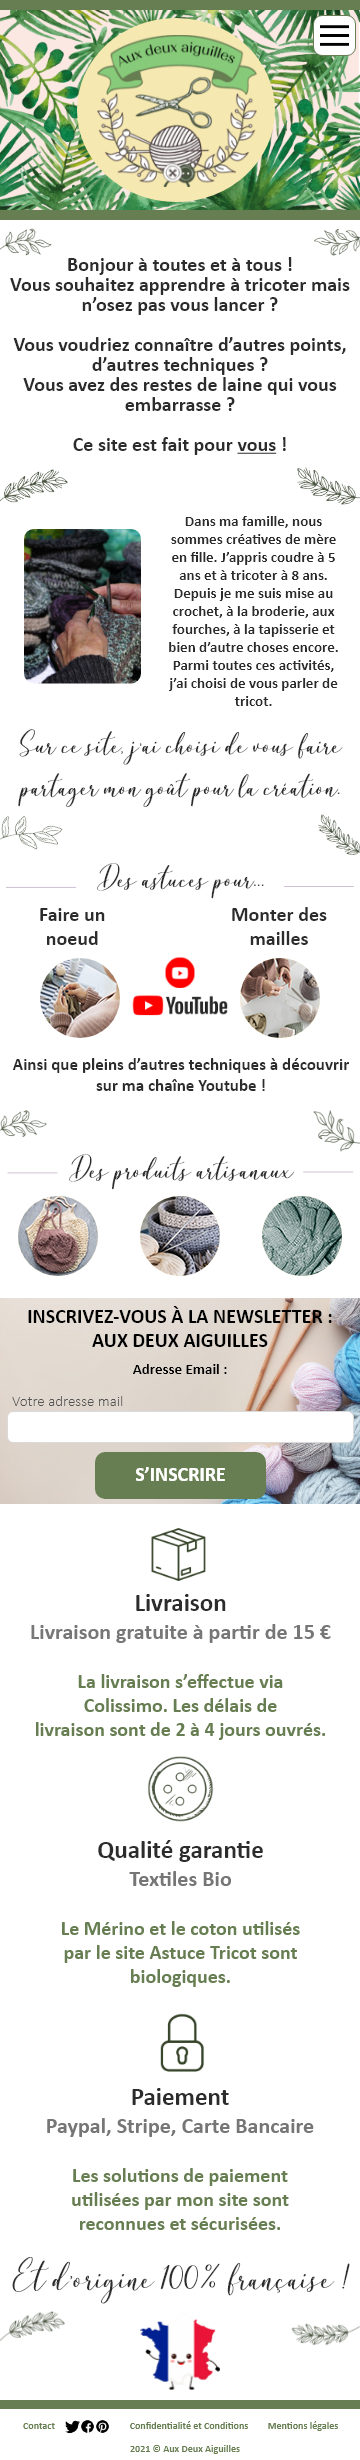 Aux deux aiguilles
Bonjour à toutes et à tous !
Vous souhaitez apprendre à tricoter mais
n’osez pas vous lancer ?
Vous voudriez connaître d’autres points,
d’autres techniques ?
Vous avez des restes de laine qui vous
embarrasse ?
Ce site est fait pour vous !
Dans ma famille, nous
sommes créatives de mère
en fille. J’appris coudre à 5
ans et à tricoter à 8 ans.
Depuis je me suis mise au
crochet, à la broderie, aux
fourches, à la tapisserie et
bien d’autre choses encore.
Parmi toutes ces activités,
j’ai choisi de vous parler de
tricot.
Sur ce site, j'ai choisi de vous faire
partager mon goût pour la création.
Des astuces pour...
Faire un
noeud
Monter des
mailles
YouTube
Ainsi que pleins d’autres techniques à découvrir
sur ma chaîne Youtube !
Des produits artisanaux
INSCRIVEZ-VOUS À LA NEWSLETTER :
AUX DEUX AIGUILLES
Adresse Email :
Votre adresse mail
S’INSCRIRE
Livraison
Livraison gratuite à partir de 15 €
La livraison s’effectue via
Colissimo. Les délais de
livraison sont de 2 à 4 jours ouvrés.
Qualité garantie
Textiles Bio
Le Mérino et le coton utilisés
par le site Astuce Tricot sont
biologiques.
Paiement
Paypal, Stripe, Carte Bancaire
Les solutions de paiement
utilisées par mon site sont
reconnues et sécurisées.
Et d'origine 100% française !
Contact Confidentialité et Conditions Mentions légales
2021 © Aux Deux Aiguilles